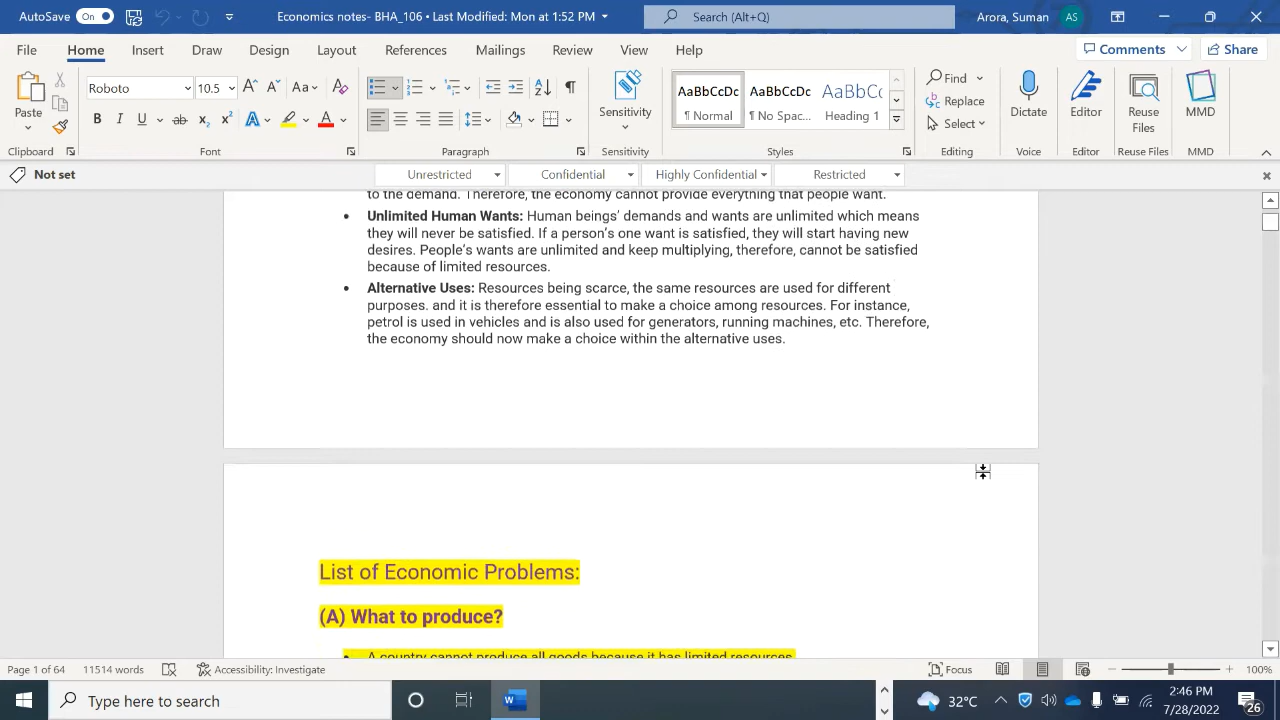 AutoSave On Economics notes- BHA_106 • Last Modified: Mon at 1:52 PM Search (Alt+Q) Arora, Suman AS
File Home Insert Draw Design Layout References Mailings Review View Help Comments Share
Paste
Roboto 10.5
Sensitivity
AaBbCcDc AaBbCcDc AaBbCc
¶ Normal ¶ No Spac... Heading 1
Find
Replace
Select
Dictate
Editor
Reuse
Files
MMD
Clipboard Font Paragraph Sensitivity Styles Editing Voice Editor Reuse Files MMD
Not set Unrestricted Confidential Highly Confidential Restricted
to the demand. Therefore, the economy cannot provide everything that people want.
• Unlimited Human Wants: Human beings' demands and wants are unlimited which means
they will never be satisfied. If a person's one want is satisfied, they will start having new
desires. People's wants are unlimited and keep multiplying, therefore, cannot be satisfied
because of limited resources.
• Alternative Uses: Resources being scarce, the same resources are used for different
purposes. and it is therefore essential to make a choice among resources. For instance,
petrol is used in vehicles and is also used for generators, running machines, etc. Therefore,
the economy should now make a choice within the alternative uses.
List of Economic Problems:
(A) What to produce?
• A country cannot produce all goods because it has limited resources.
Page 1 of 64 11514 words Accessibility: Investigate Focus 100%
Type here to search 32°C 2:46 PM
7/28/2022 26